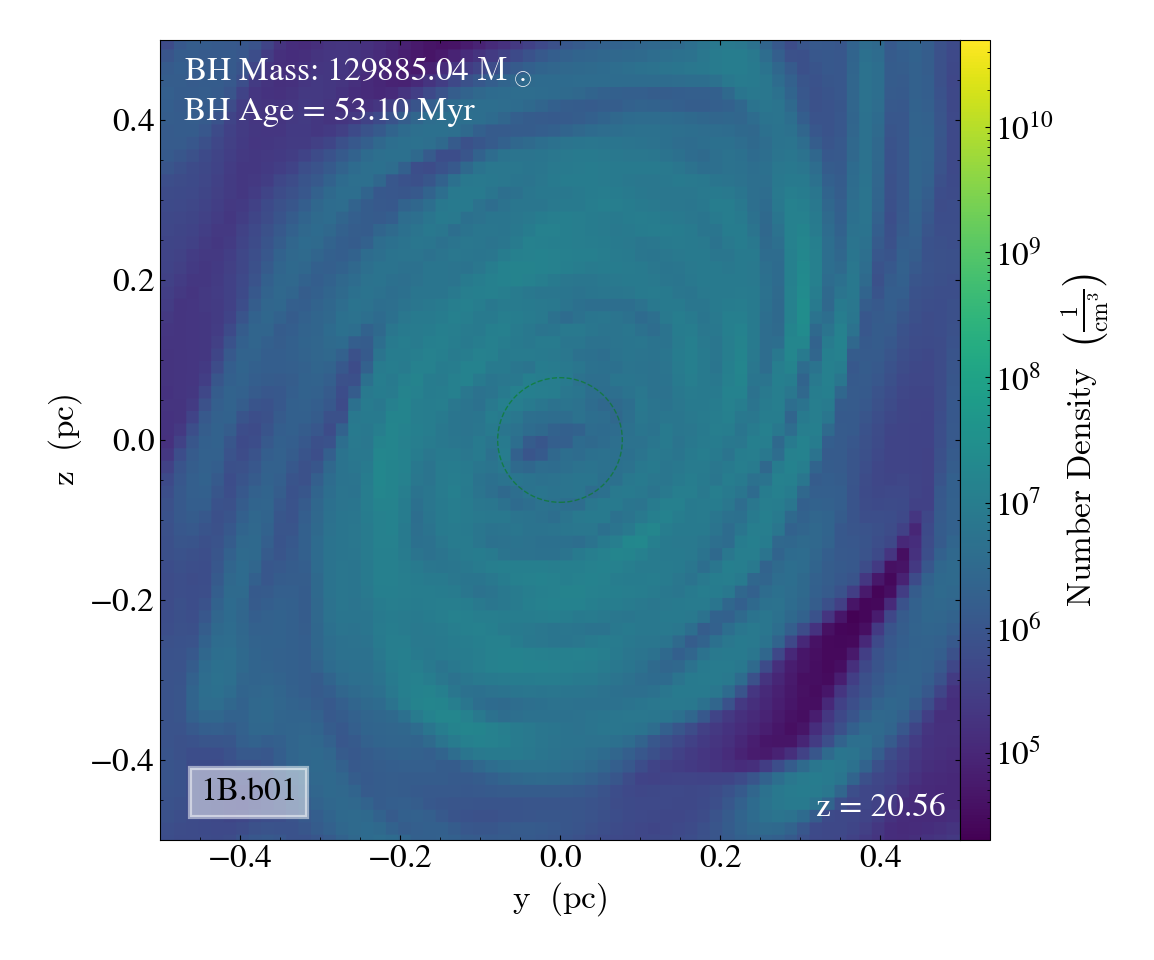 BH Mass: 129885.04 M⊙
BH Age = 53.10 Myr
1B.b01
z = 20.56
0.4
0.2
0.0
−0.2
−0.4
z (pc)
−0.4 −0.2 0.0 0.2 0.4
y (pc)
10^10
10^9
10^8
10^7
10^6
10^5
Number Density (1/cm^3)